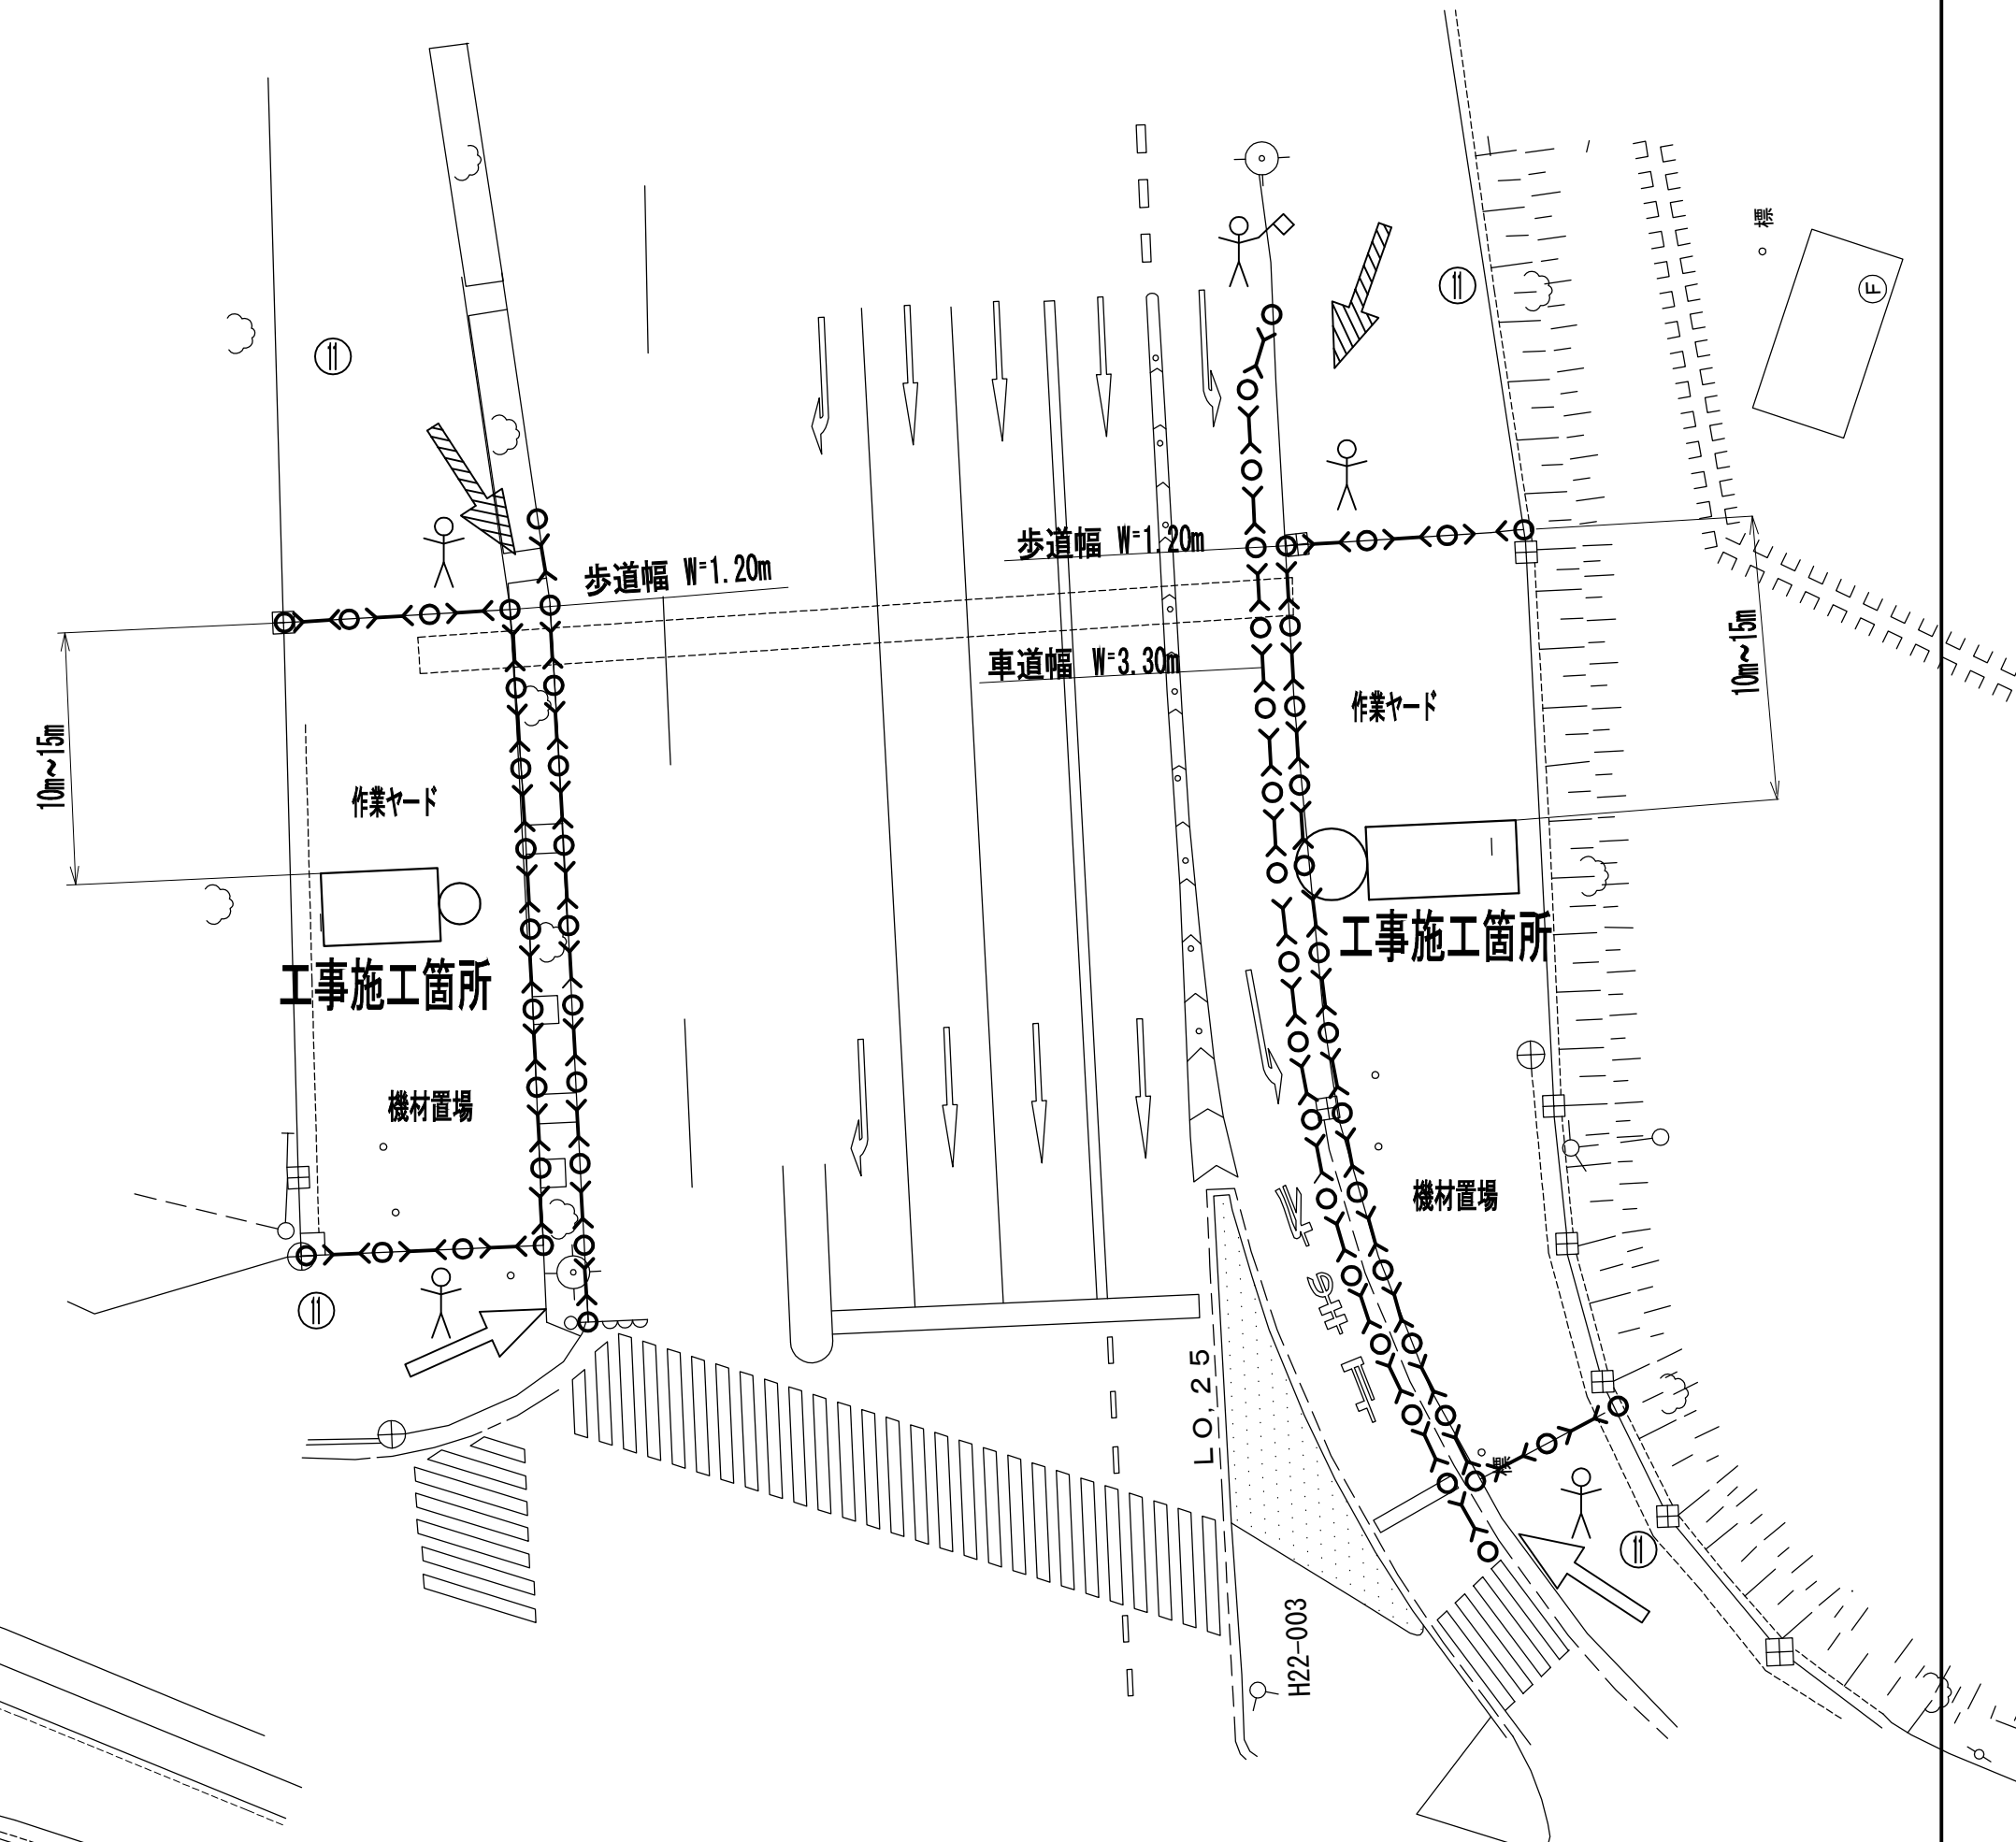 標
F
歩道幅 W=1.20m
歩道幅 W=1.20m
車道幅 W=3.30m
10m~15m
10m~15m
作業ヤード
作業ヤード
工事施工箇所
工事施工箇所
機材置場
機材置場
LO,25
標
H22-003